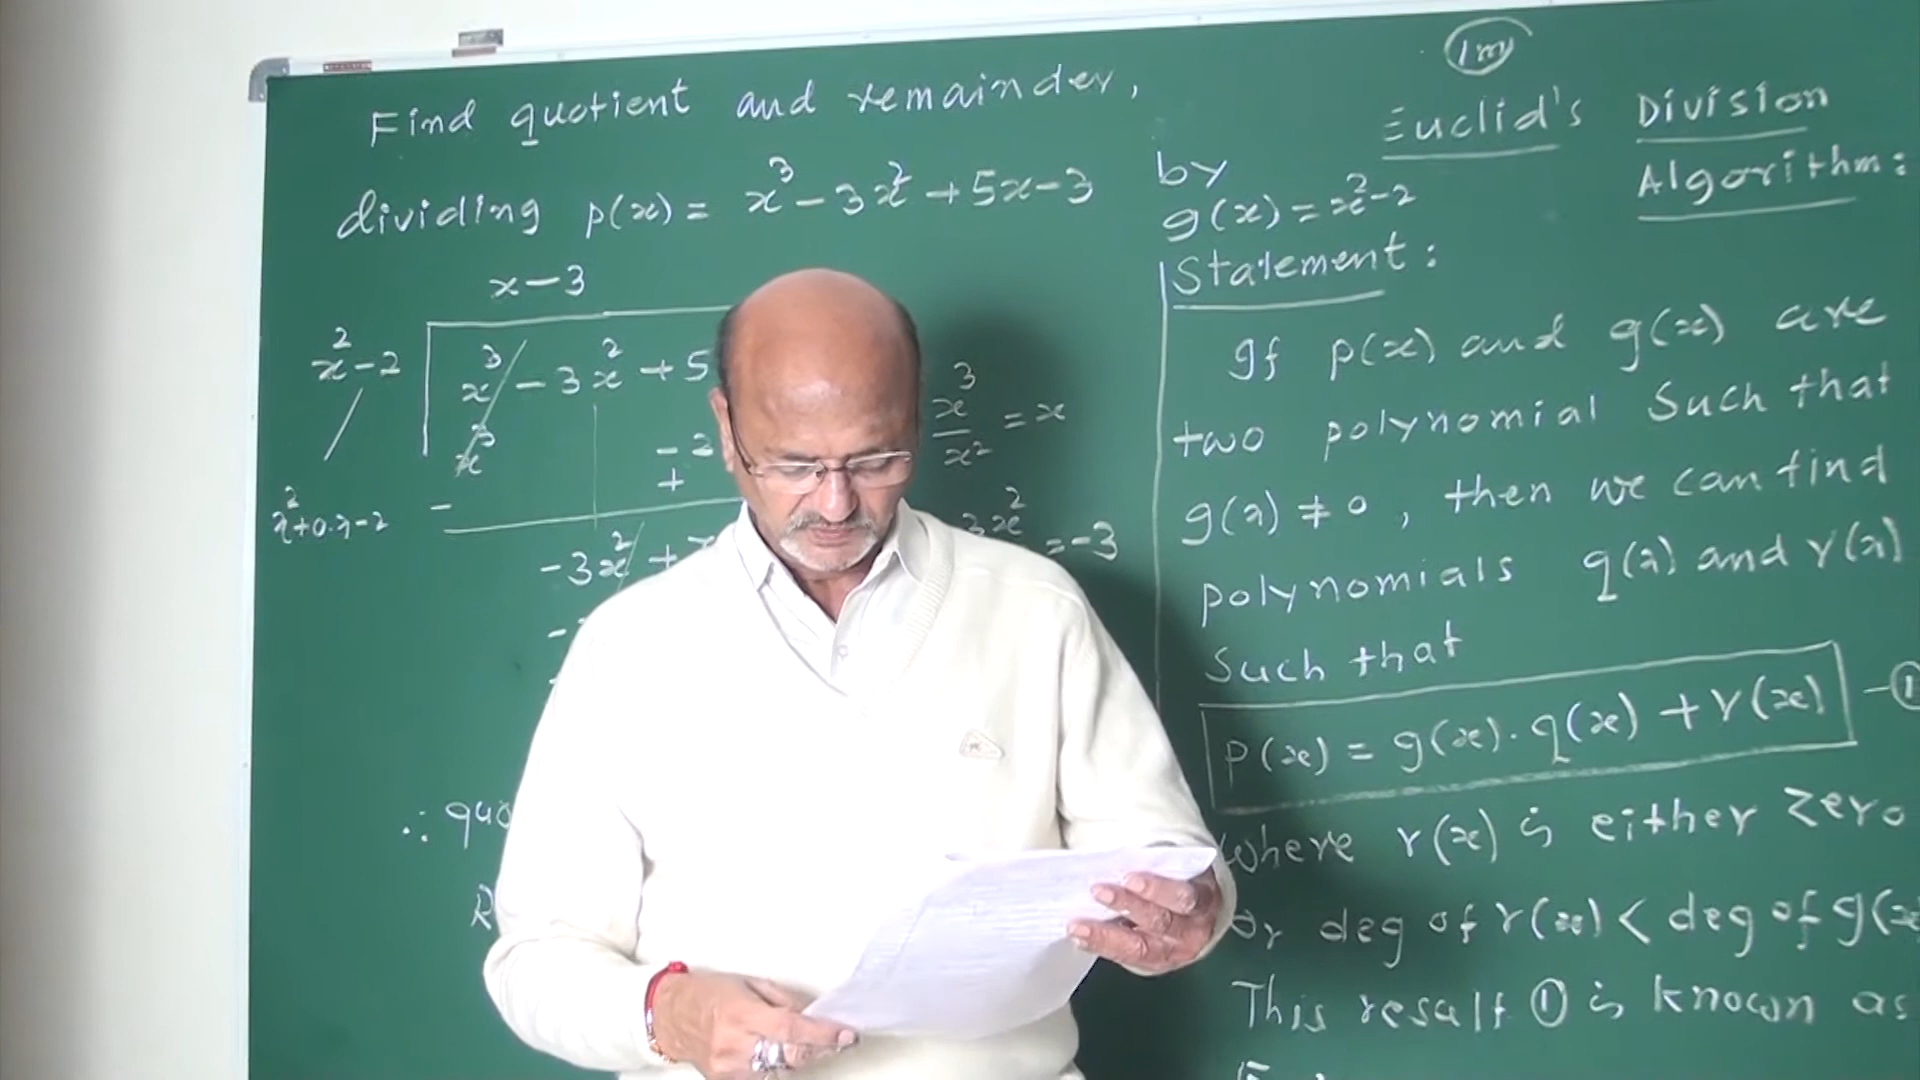 Find quotient and remainder,
dividing p(x) = x³ - 3x² + 5x - 3 by
g(x) = x² - 2
x - 3
x² - 2
x³ - 3x² + 5
x³ - 2
+
x²+0.x-2
-
-3x² +
x³/x² = x
3x²
= -3
∴ quo
R
1m
Euclid's Division
Algorithm:
Statement:
If p(x) and g(x) are
two polynomial Such that
g(x) ≠ 0, then we can find
polynomials q(x) and r(x)
Such that
p(x) = g(x). q(x) + r(x) - ①
Where r(x) is either zero
or deg of r(x) < deg of g(x
This result ① is known as